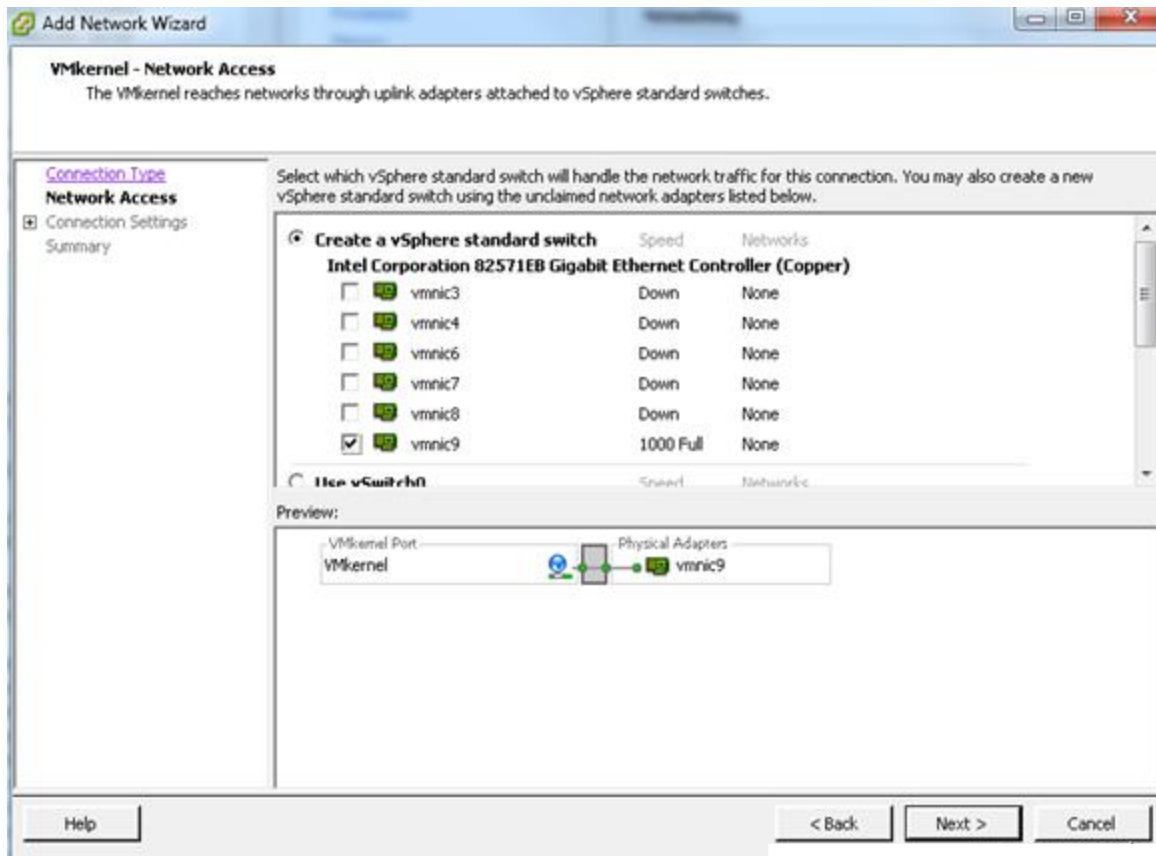 Add Network Wizard
VMkernel - Network Access
The VMkernel reaches networks through uplink adapters attached to vSphere standard switches.
Connection Type
Network Access
Connection Settings
Summary
Select which vSphere standard switch will handle the network traffic for this connection. You may also create a new
vSphere standard switch using the unclaimed network adapters listed below.
Create a vSphere standard switch Speed Networks
Intel Corporation 82571EB Gigabit Ethernet Controller (Copper)
vmnic3 Down None
vmnic4 Down None
vmnic6 Down None
vmnic7 Down None
vmnic8 Down None
vmnic9 1000 Full None
Use vSwitch0 Speed Networks
Preview:
VMkernel Port Physical Adapters
VMkernel vmnic9
Help < Back Next > Cancel